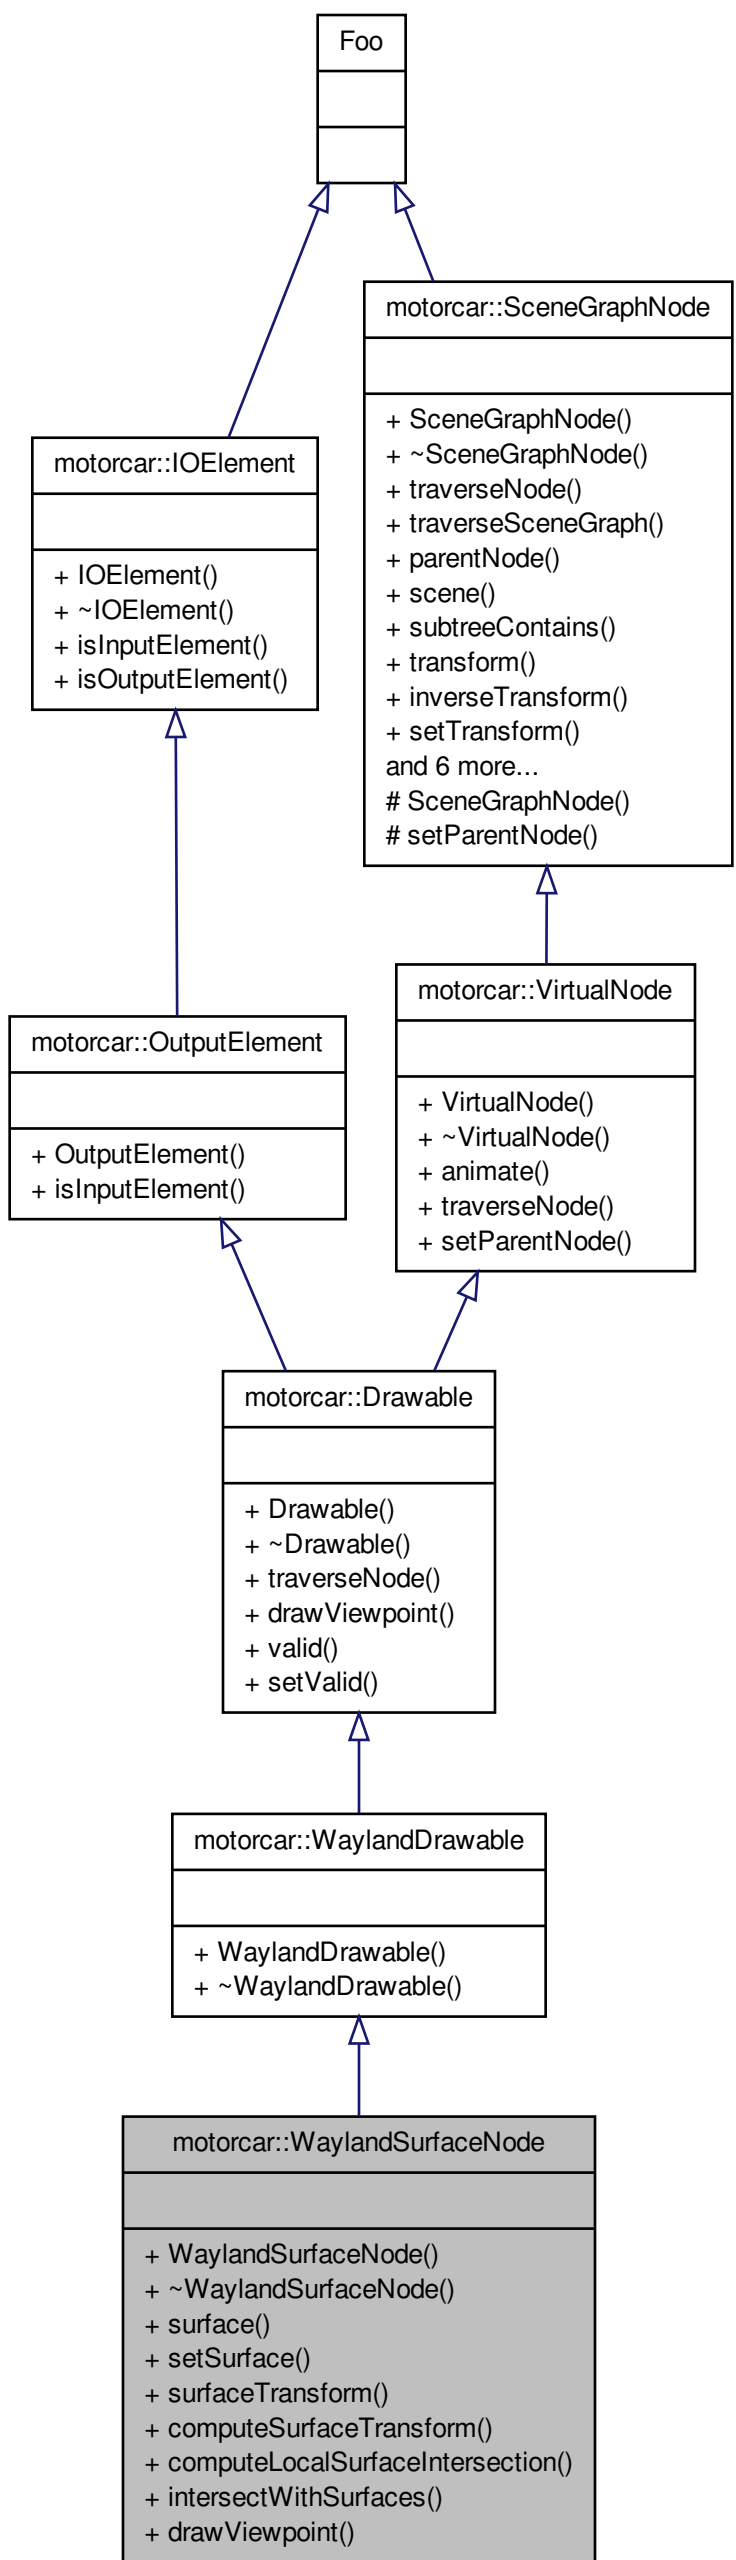 Foo
motorcar::SceneGraphNode
+ SceneGraphNode()
+ ~SceneGraphNode()
+ traverseNode()
+ traverseSceneGraph()
+ parentNode()
+ scene()
+ subtreeContains()
+ transform()
+ inverseTransform()
+ setTransform()
and 6 more...
# SceneGraphNode()
# setParentNode()
motorcar::IOElement
+ IOElement()
+ ~IOElement()
+ isInputElement()
+ isOutputElement()
motorcar::VirtualNode
+ VirtualNode()
+ ~VirtualNode()
+ animate()
+ traverseNode()
+ setParentNode()
motorcar::OutputElement
+ OutputElement()
+ isInputElement()
motorcar::Drawable
+ Drawable()
+ ~Drawable()
+ traverseNode()
+ drawViewpoint()
+ valid()
+ setValid()
motorcar::WaylandDrawable
+ WaylandDrawable()
+ ~WaylandDrawable()
motorcar::WaylandSurfaceNode
+ WaylandSurfaceNode()
+ ~WaylandSurfaceNode()
+ surface()
+ setSurface()
+ surfaceTransform()
+ computeSurfaceTransform()
+ computeLocalSurfaceIntersection()
+ intersectWithSurfaces()
+ drawViewpoint()